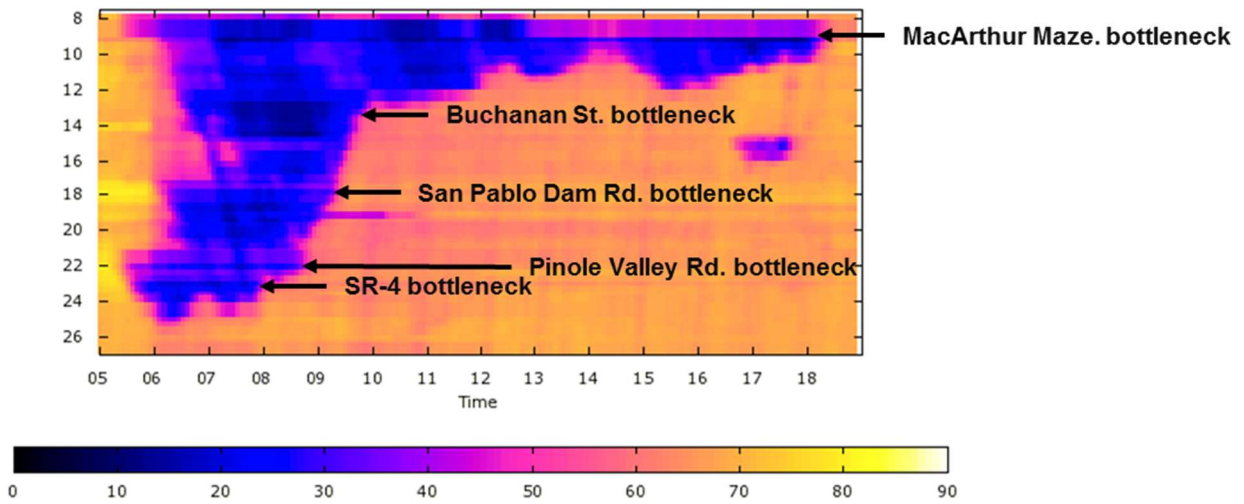 8
10
12
14
16
18
20
22
24
26
MacArthur Maze. bottleneck
Buchanan St. bottleneck
San Pablo Dam Rd. bottleneck
Pinole Valley Rd. bottleneck
SR-4 bottleneck
05 06 07 08 09 10 11 12 13 14 15 16 17 18
Time
0 10 20 30 40 50 60 70 80 90